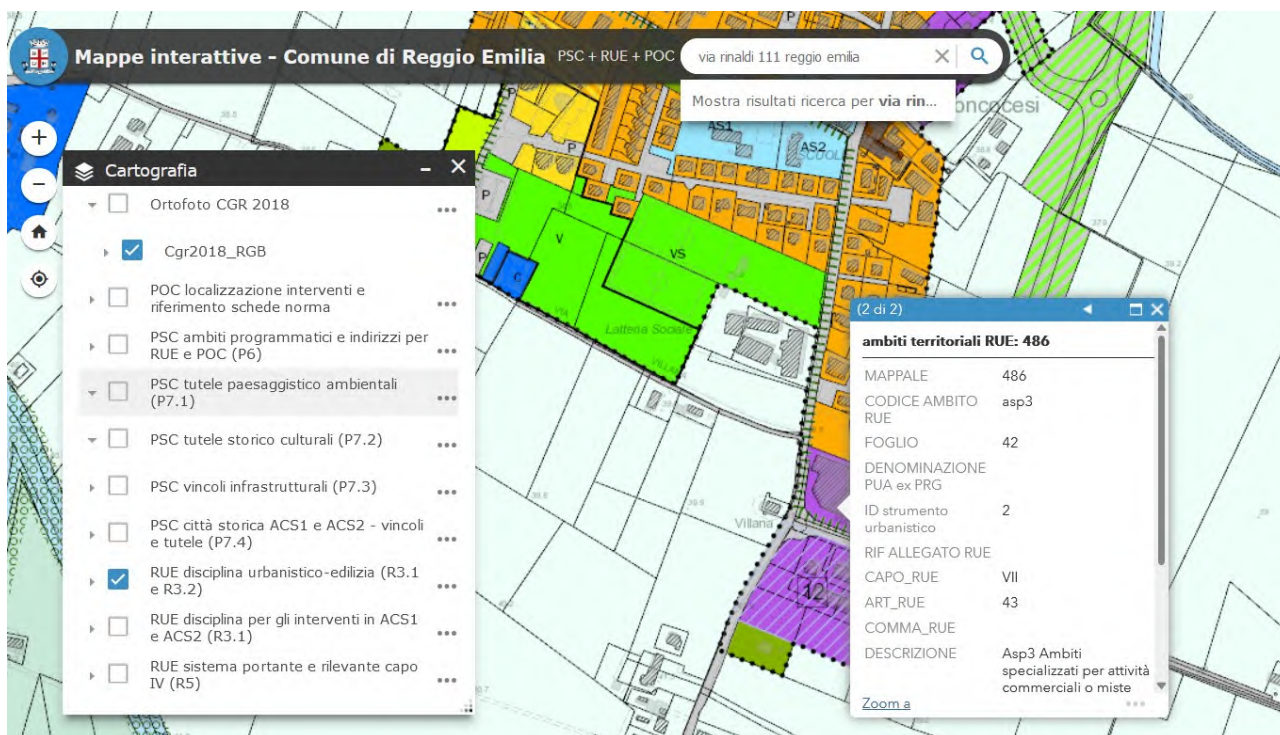 Mappe interattive - Comune di Reggio Emilia PSC + RUE + POC
via rinaldi 111 reggio emilia
Mostra risultati ricerca per via rin...
Cartografia
Ortofoto CGR 2018
Cgr2018_RGB
POC localizzazione interventi e
riferimento schede norma
PSC ambiti programmatici e indirizzi per
RUE e POC (P6)
PSC tutele paesaggistico ambientali
(P7.1)
PSC tutele storico culturali (P7.2)
PSC vincoli infrastrutturali (P7.3)
PSC città storica ACS1 e ACS2 - vincoli
e tutele (P7.4)
RUE disciplina urbanistico-edilizia (R3.1
e R3.2)
RUE disciplina per gli interventi in ACS1
e ACS2 (R3.1)
RUE sistema portante e rilevante capo
IV (R5)
P
P
P
P
P
AS1
AS2
V
VS
C
VIA
Latteria Sociale
Villana
12
(2 di 2)
ambiti territoriali RUE: 486
MAPPALE 486
CODICE AMBITO asp3
RUE
FOGLIO 42
DENOMINAZIONE
PUA ex PRG
ID strumento 2
urbanistico
RIF ALLEGATO RUE
CAPO_RUE VII
ART_RUE 43
COMMA_RUE
DESCRIZIONE Asp3 Ambiti
specializzati per attività
commerciali o miste
Zoom a